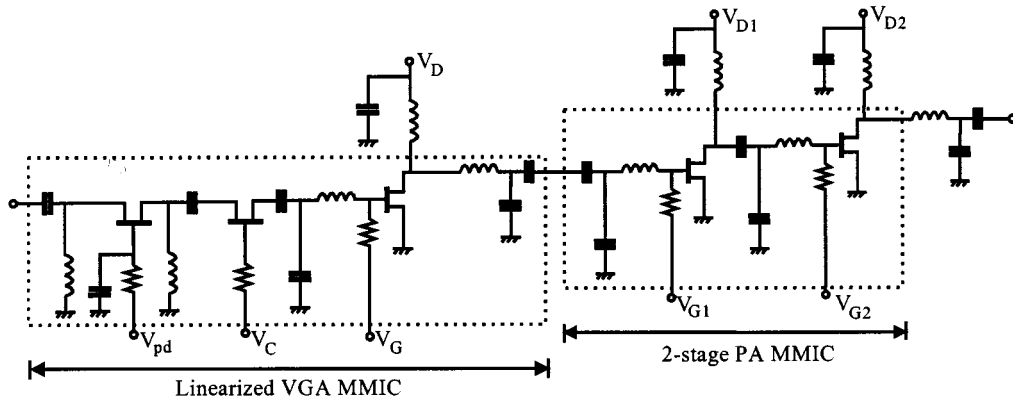 V_D1
V_D2
V_D
V_pd
V_C
V_G
V_G1
V_G2
2-stage PA MMIC
Linearized VGA MMIC